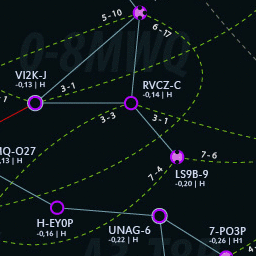 5-10
6-17
O-8MWQ
VI2K-J
-0,13 | H
3-1
RVCZ-C
-0,14 | H
3-3
3-1
MQ-O27
,13 | H
7-6
7-4
LS9B-9
-0,20 | H
H-EY0P
-0,16 | H
UNAG-6
-0,22 | H
7-PO3P
-0,26 | H1